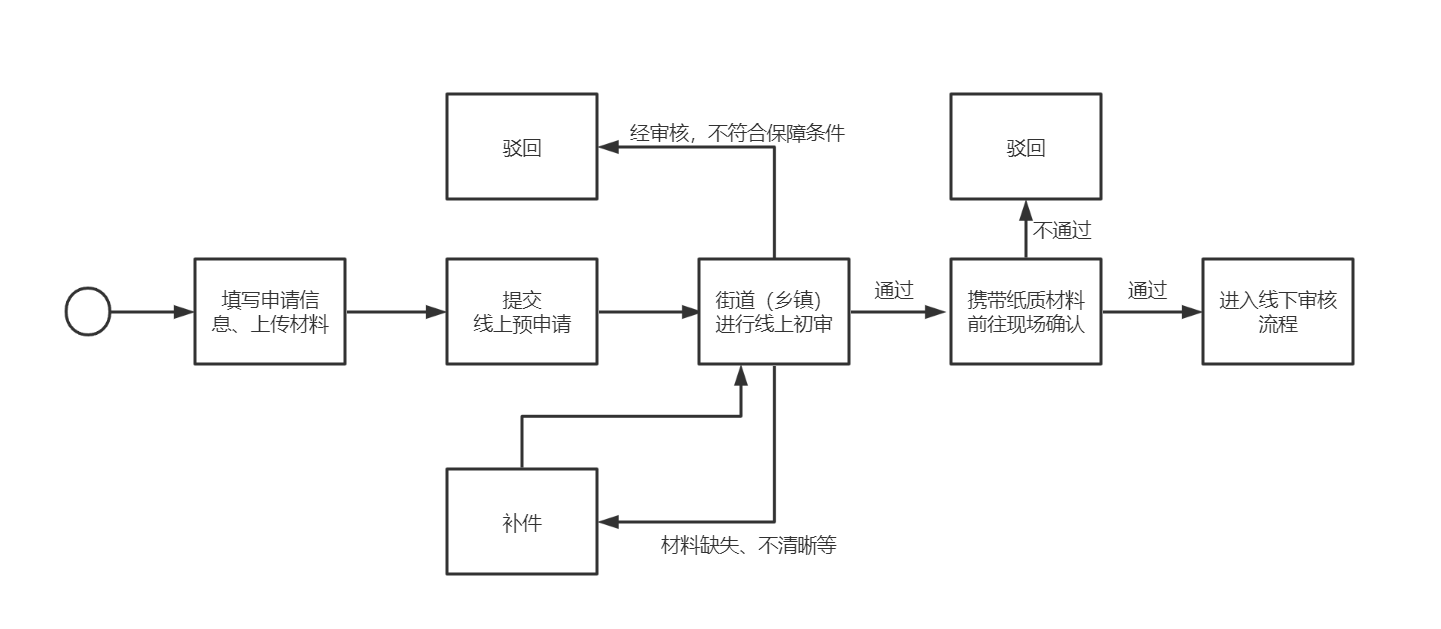 驳回
经审核，不符合保障条件
驳回
不通过
填写申请信
息、上传材料
提交
线上预申请
街道（乡镇）
进行线上初审
通过
携带纸质材料
前往现场确认
通过
进入线下审核
流程
补件
材料缺失、不清晰等